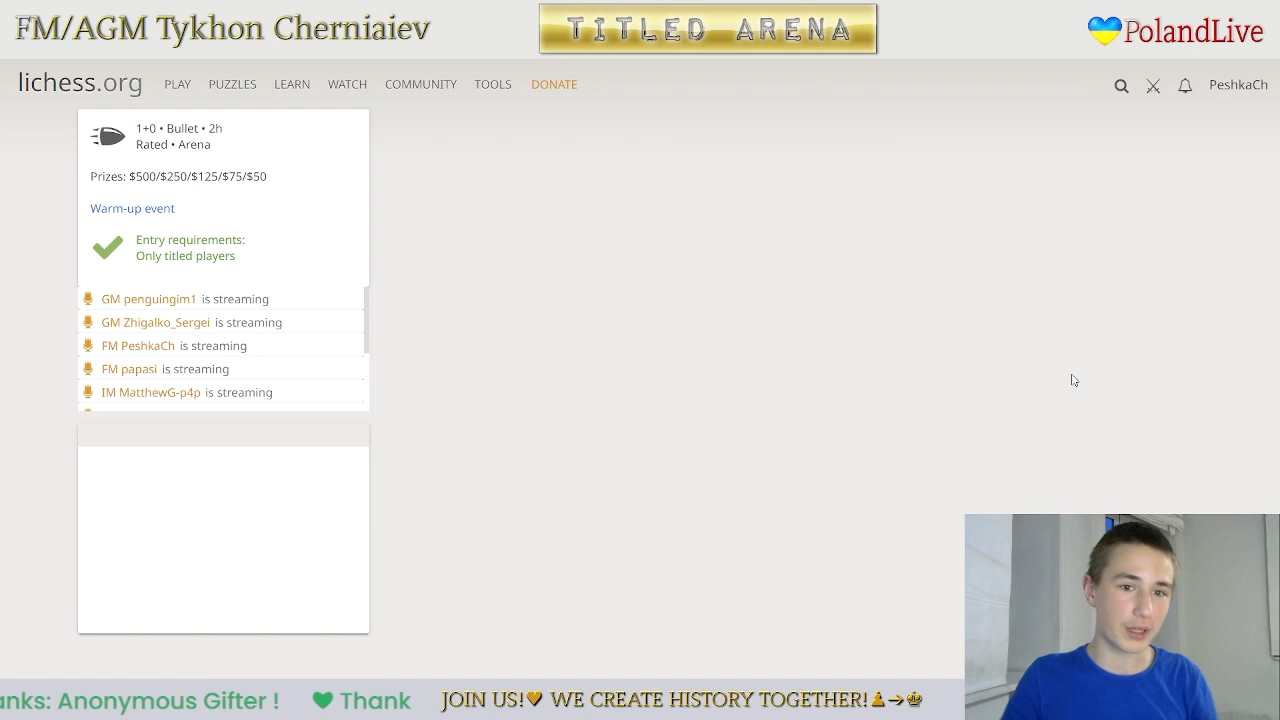 FM/AGM Tykhon Cherniaiev
TITLED ARENA
PolandLive
lichess.org PLAY PUZZLES LEARN WATCH COMMUNITY TOOLS DONATE PeshkaCh
1+0 • Bullet • 2h
Rated • Arena
Prizes: $500/$250/$125/$75/$50
Warm-up event
Entry requirements:
Only titled players
GM penguingim1 is streaming
GM Zhigalko_Sergei is streaming
FM PeshkaCh is streaming
FM papasi is streaming
IM MatthewG-p4p is streaming
anks: Anonymous Gifter ! Thank
JOIN US! WE CREATE HISTORY TOGETHER!